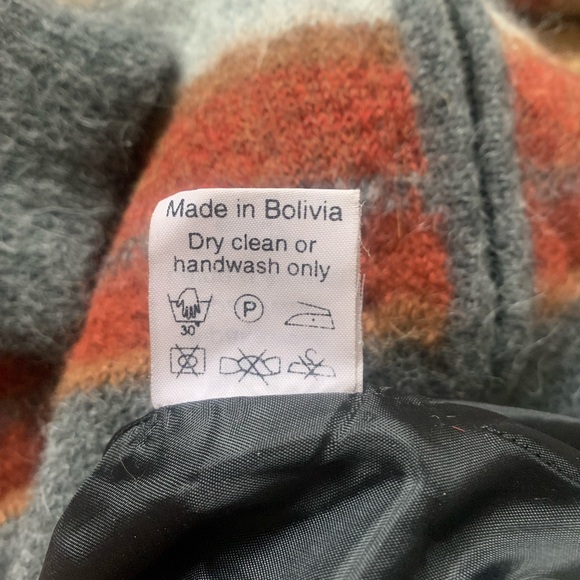 Made in Bolivia
Dry clean or
handwash only
30°
P